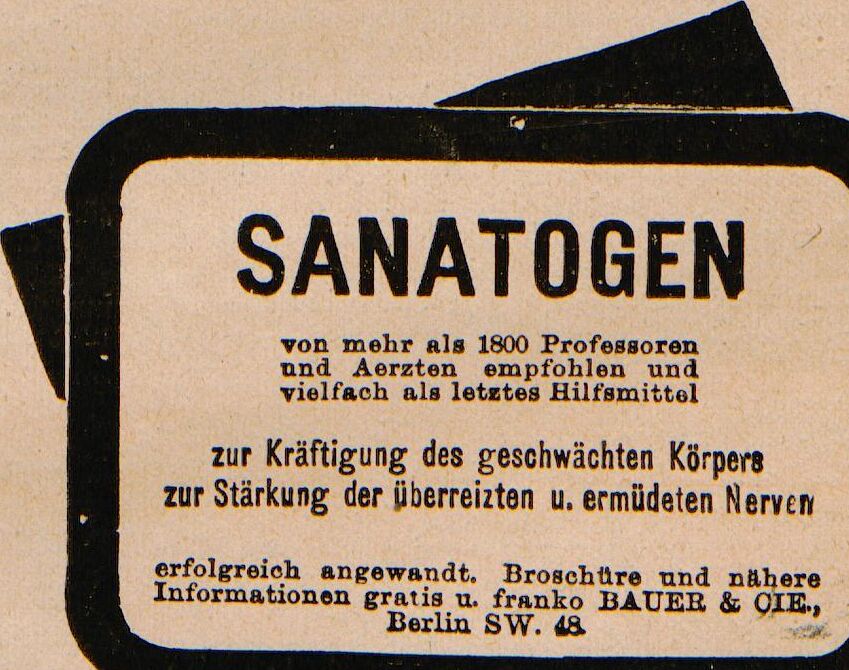 SANATOGEN
von mehr als 1800 Professoren
und Aerzten empfohlen und
vielfach als letztes Hilfsmittel
zur Kräftigung des geschwächten Körpers
zur Stärkung der überreizten u. ermüdeten Nerven
erfolgreich angewandt. Broschüre und nähere
Informationen gratis u. franko BAUER & CIE.,
Berlin SW. 48.